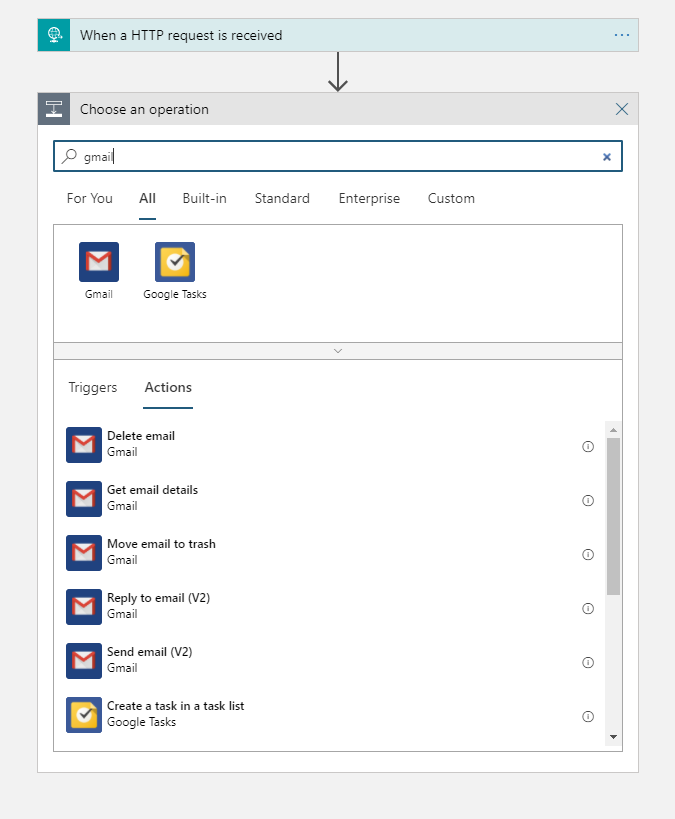 When a HTTP request is received
Choose an operation
gmail
For You All Built-in Standard Enterprise Custom
Gmail Google Tasks
Triggers Actions
Delete email
Gmail
Get email details
Gmail
Move email to trash
Gmail
Reply to email (V2)
Gmail
Send email (V2)
Gmail
Create a task in a task list
Google Tasks